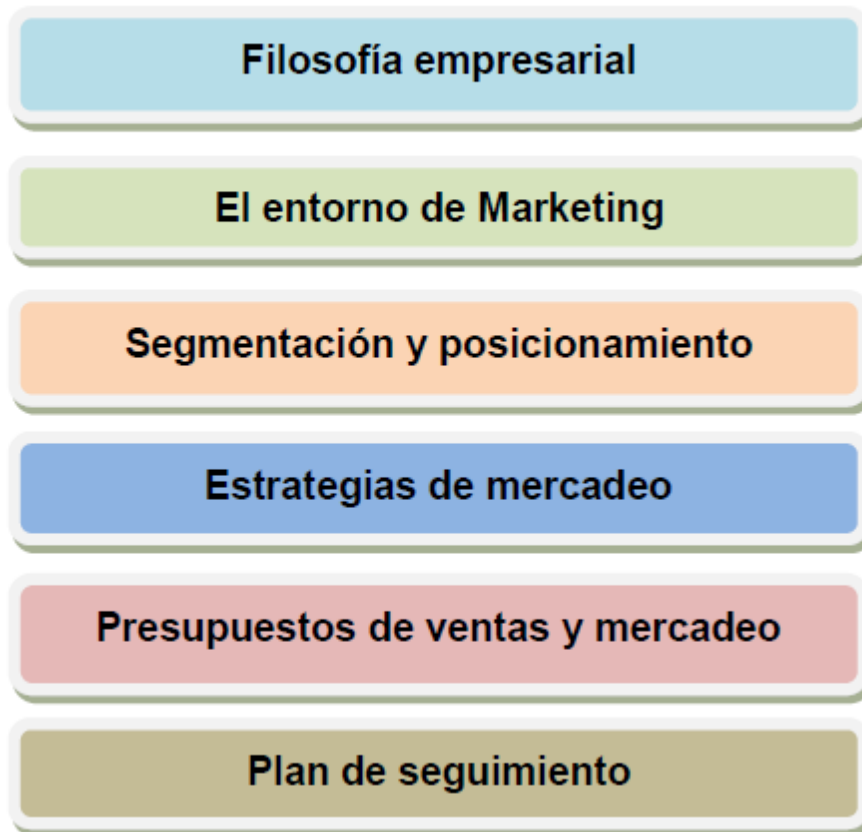 Filosofía empresarial
El entorno de Marketing
Segmentación y posicionamiento
Estrategias de mercadeo
Presupuestos de ventas y mercadeo
Plan de seguimiento